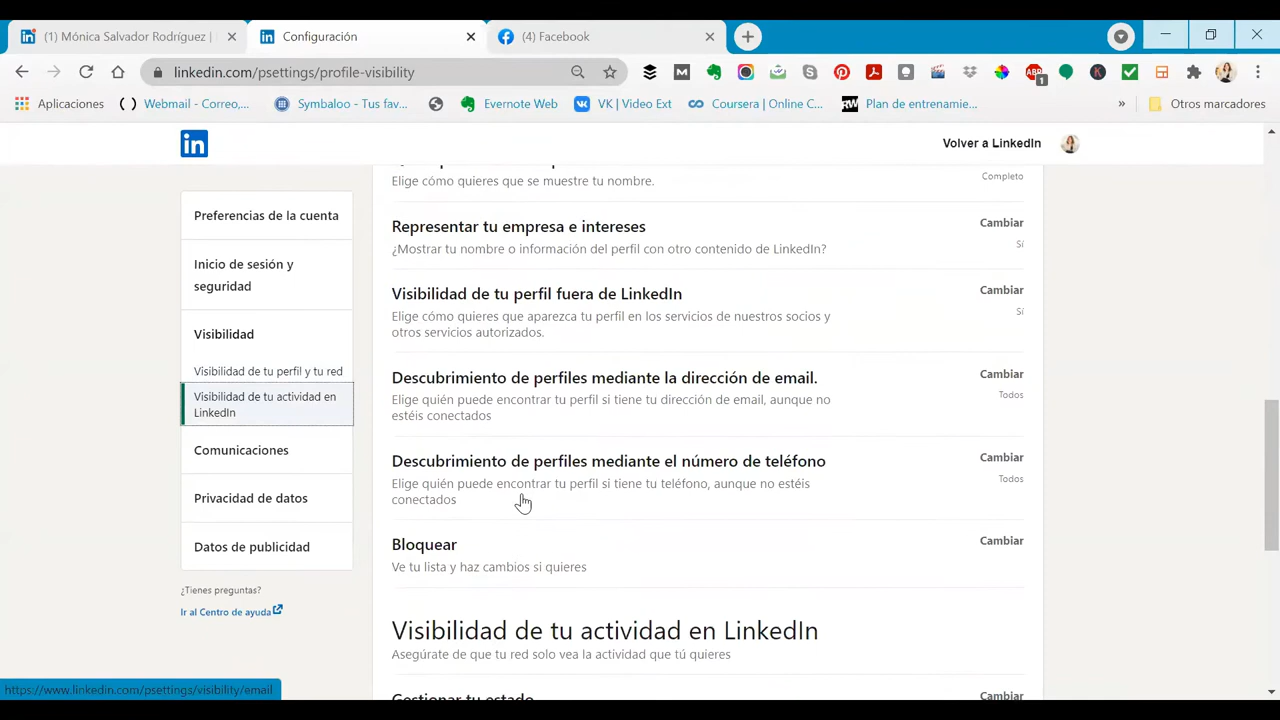 (1) Mónica Salvador Rodríguez |
Configuración
(4) Facebook
linkedin.com/psettings/profile-visibility
Aplicaciones
Webmail - Correo,...
Symbaloo - Tus fav...
Evernote Web
VK | Video Ext
Coursera | Online C...
RW
Plan de entrenamie...
»
Otros marcadores
in
Volver a LinkedIn
Elige cómo quieres que se muestre tu nombre.
Completo
Preferencias de la cuenta
Inicio de sesión y
seguridad
Visibilidad
Visibilidad de tu perfil y tu red
Visibilidad de tu actividad en
LinkedIn
Comunicaciones
Privacidad de datos
Datos de publicidad
¿Tienes preguntas?
Ir al Centro de ayuda
Representar tu empresa e intereses
Cambiar
¿Mostrar tu nombre o información del perfil con otro contenido de LinkedIn?
Sí
Visibilidad de tu perfil fuera de LinkedIn
Cambiar
Elige cómo quieres que aparezca tu perfil en los servicios de nuestros socios y
Sí
otros servicios autorizados.
Descubrimiento de perfiles mediante la dirección de email.
Cambiar
Elige quién puede encontrar tu perfil si tiene tu dirección de email, aunque no
Todos
estéis conectados
Descubrimiento de perfiles mediante el número de teléfono
Cambiar
Elige quién puede encontrar tu perfil si tiene tu teléfono, aunque no estéis
Todos
conectados
Bloquear
Cambiar
Ve tu lista y haz cambios si quieres
Visibilidad de tu actividad en LinkedIn
Asegúrate de que tu red solo vea la actividad que tú quieres
Gestionar tu estado
Cambiar
https://www.linkedin.com/psettings/visibility/email